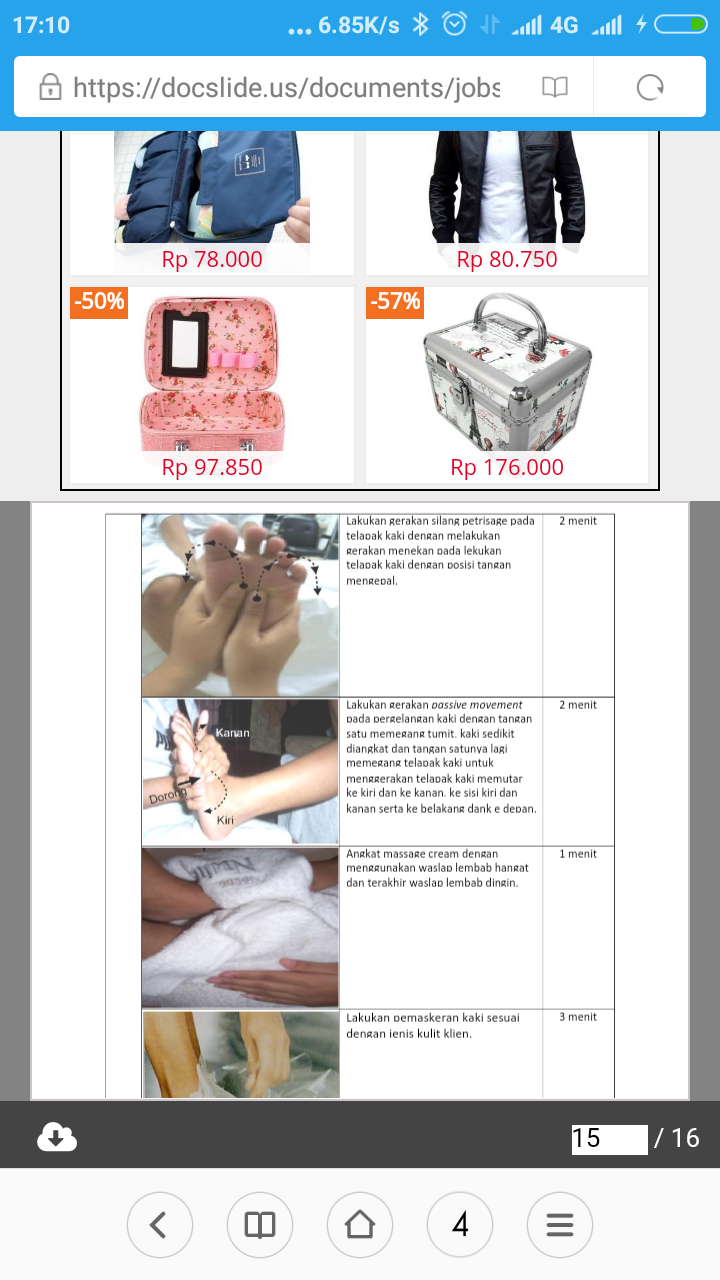 17:10
... 6.85K/s 4G
https://docslide.us/documents/jobs
Rp 78.000
Rp 80.750
-50%
-57%
Rp 97.850
Rp 176.000
Lakukan gerakan silang petrisage pada
telapak kaki dengan melakukan
gerakan menekan pada lekukan
telapak kaki dengan posisi tangan
mengepal.
2 menit
Kanan
Dorong
Kiri
Lakukan gerakan passive movement
pada pergelangan kaki dengan tangan
satu memegang tumit. kaki sedikit
diangkat dan tangan satunya lagi
memegang telapak kaki untuk
menggerakan telapak kaki memutar
ke kiri dan ke kanan. ke sisi kiri dan
kanan serta ke belakang dank e depan.
2 menit
Angkat massage cream dengan
menggunakan waslap lembab hangat
dan terakhir waslap lembab dingin.
1 menit
Lakukan pemaskeran kaki sesuai
dengan jenis kulit klien.
3 menit
15 / 16
4